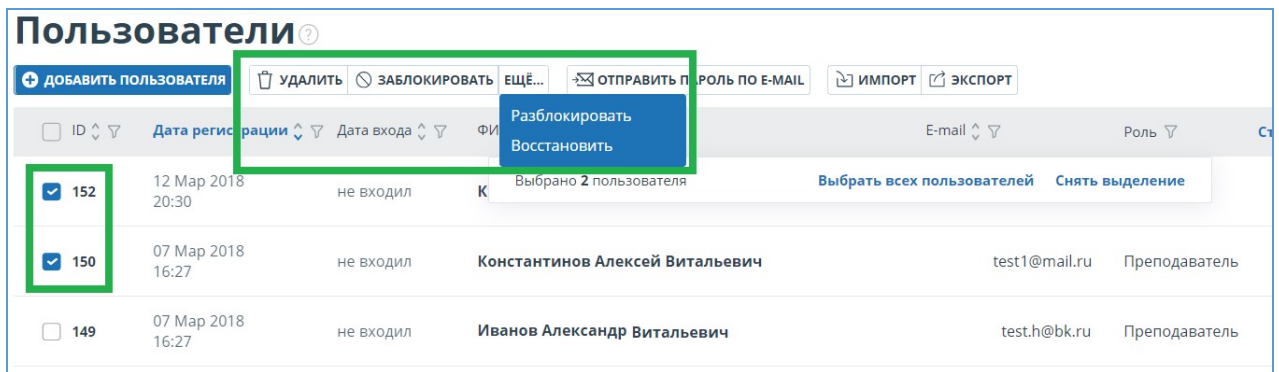 Пользователи ?
ДОБАВИТЬ ПОЛЬЗОВАТЕЛЯ УДАЛИТЬ ЗАБЛОКИРОВАТЬ ЕЩЁ... ОТПРАВИТЬ ПАРОЛЬ ПО E-MAIL ИМПОРТ ЭКСПОРТ
Разблокировать
Восстановить
ID Дата регистрации Дата входа E-mail Роль
Выбрано 2 пользователя Выбрать всех пользователей Снять выделение
152 12 Мар 2018 не входил
20:30
150 07 Мар 2018 не входил Константинов Алексей Витальевич test1@mail.ru Преподаватель
16:27
149 07 Мар 2018 не входил Иванов Александр Витальевич test.h@bk.ru Преподаватель
16:27